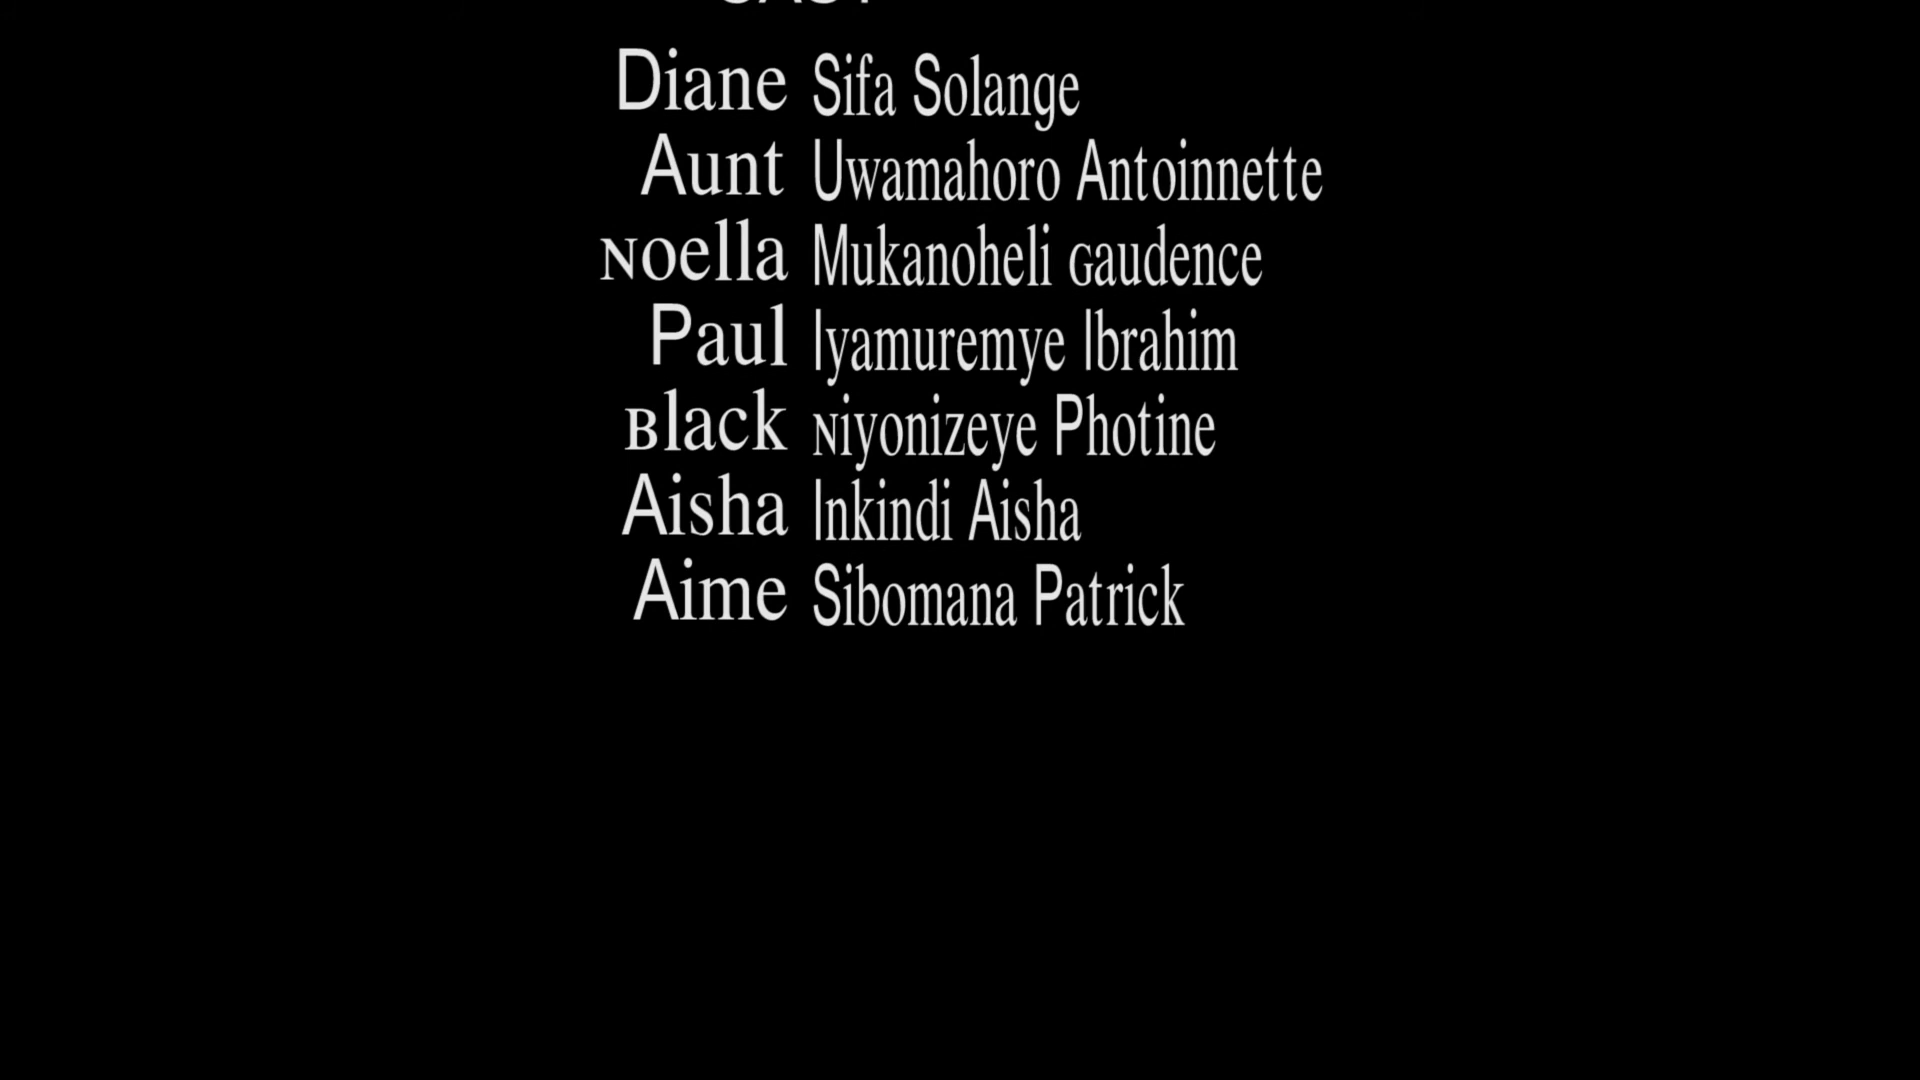 CAST
Diane Sifa Solange
Aunt Uwamahoro Antoinnette
Noella Mukanoheli Gaudence
Paul Iyamuremye Ibrahim
Black Niyonizeye Photine
Aisha Inkindi Aisha
Aime Sibomana Patrick